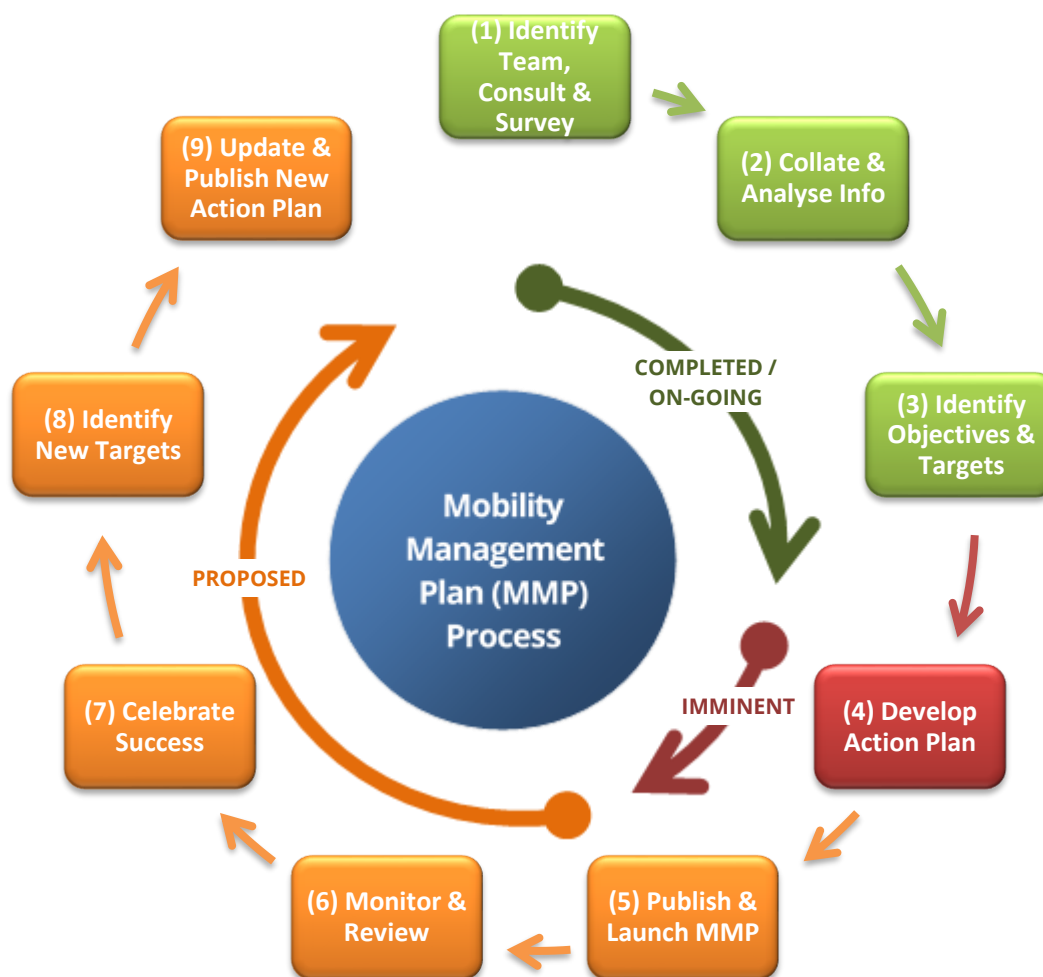 (1) Identify
Team,
Consult &
Survey
(2) Collate &
Analyse Info
(3) Identify
Objectives &
Targets
(4) Develop
Action Plan
(5) Publish &
Launch MMP
(6) Monitor &
Review
(7) Celebrate
Success
(8) Identify
New Targets
(9) Update &
Publish New
Action Plan
COMPLETED /
ON-GOING
IMMINENT
PROPOSED
Mobility
Management
Plan (MMP)
Process